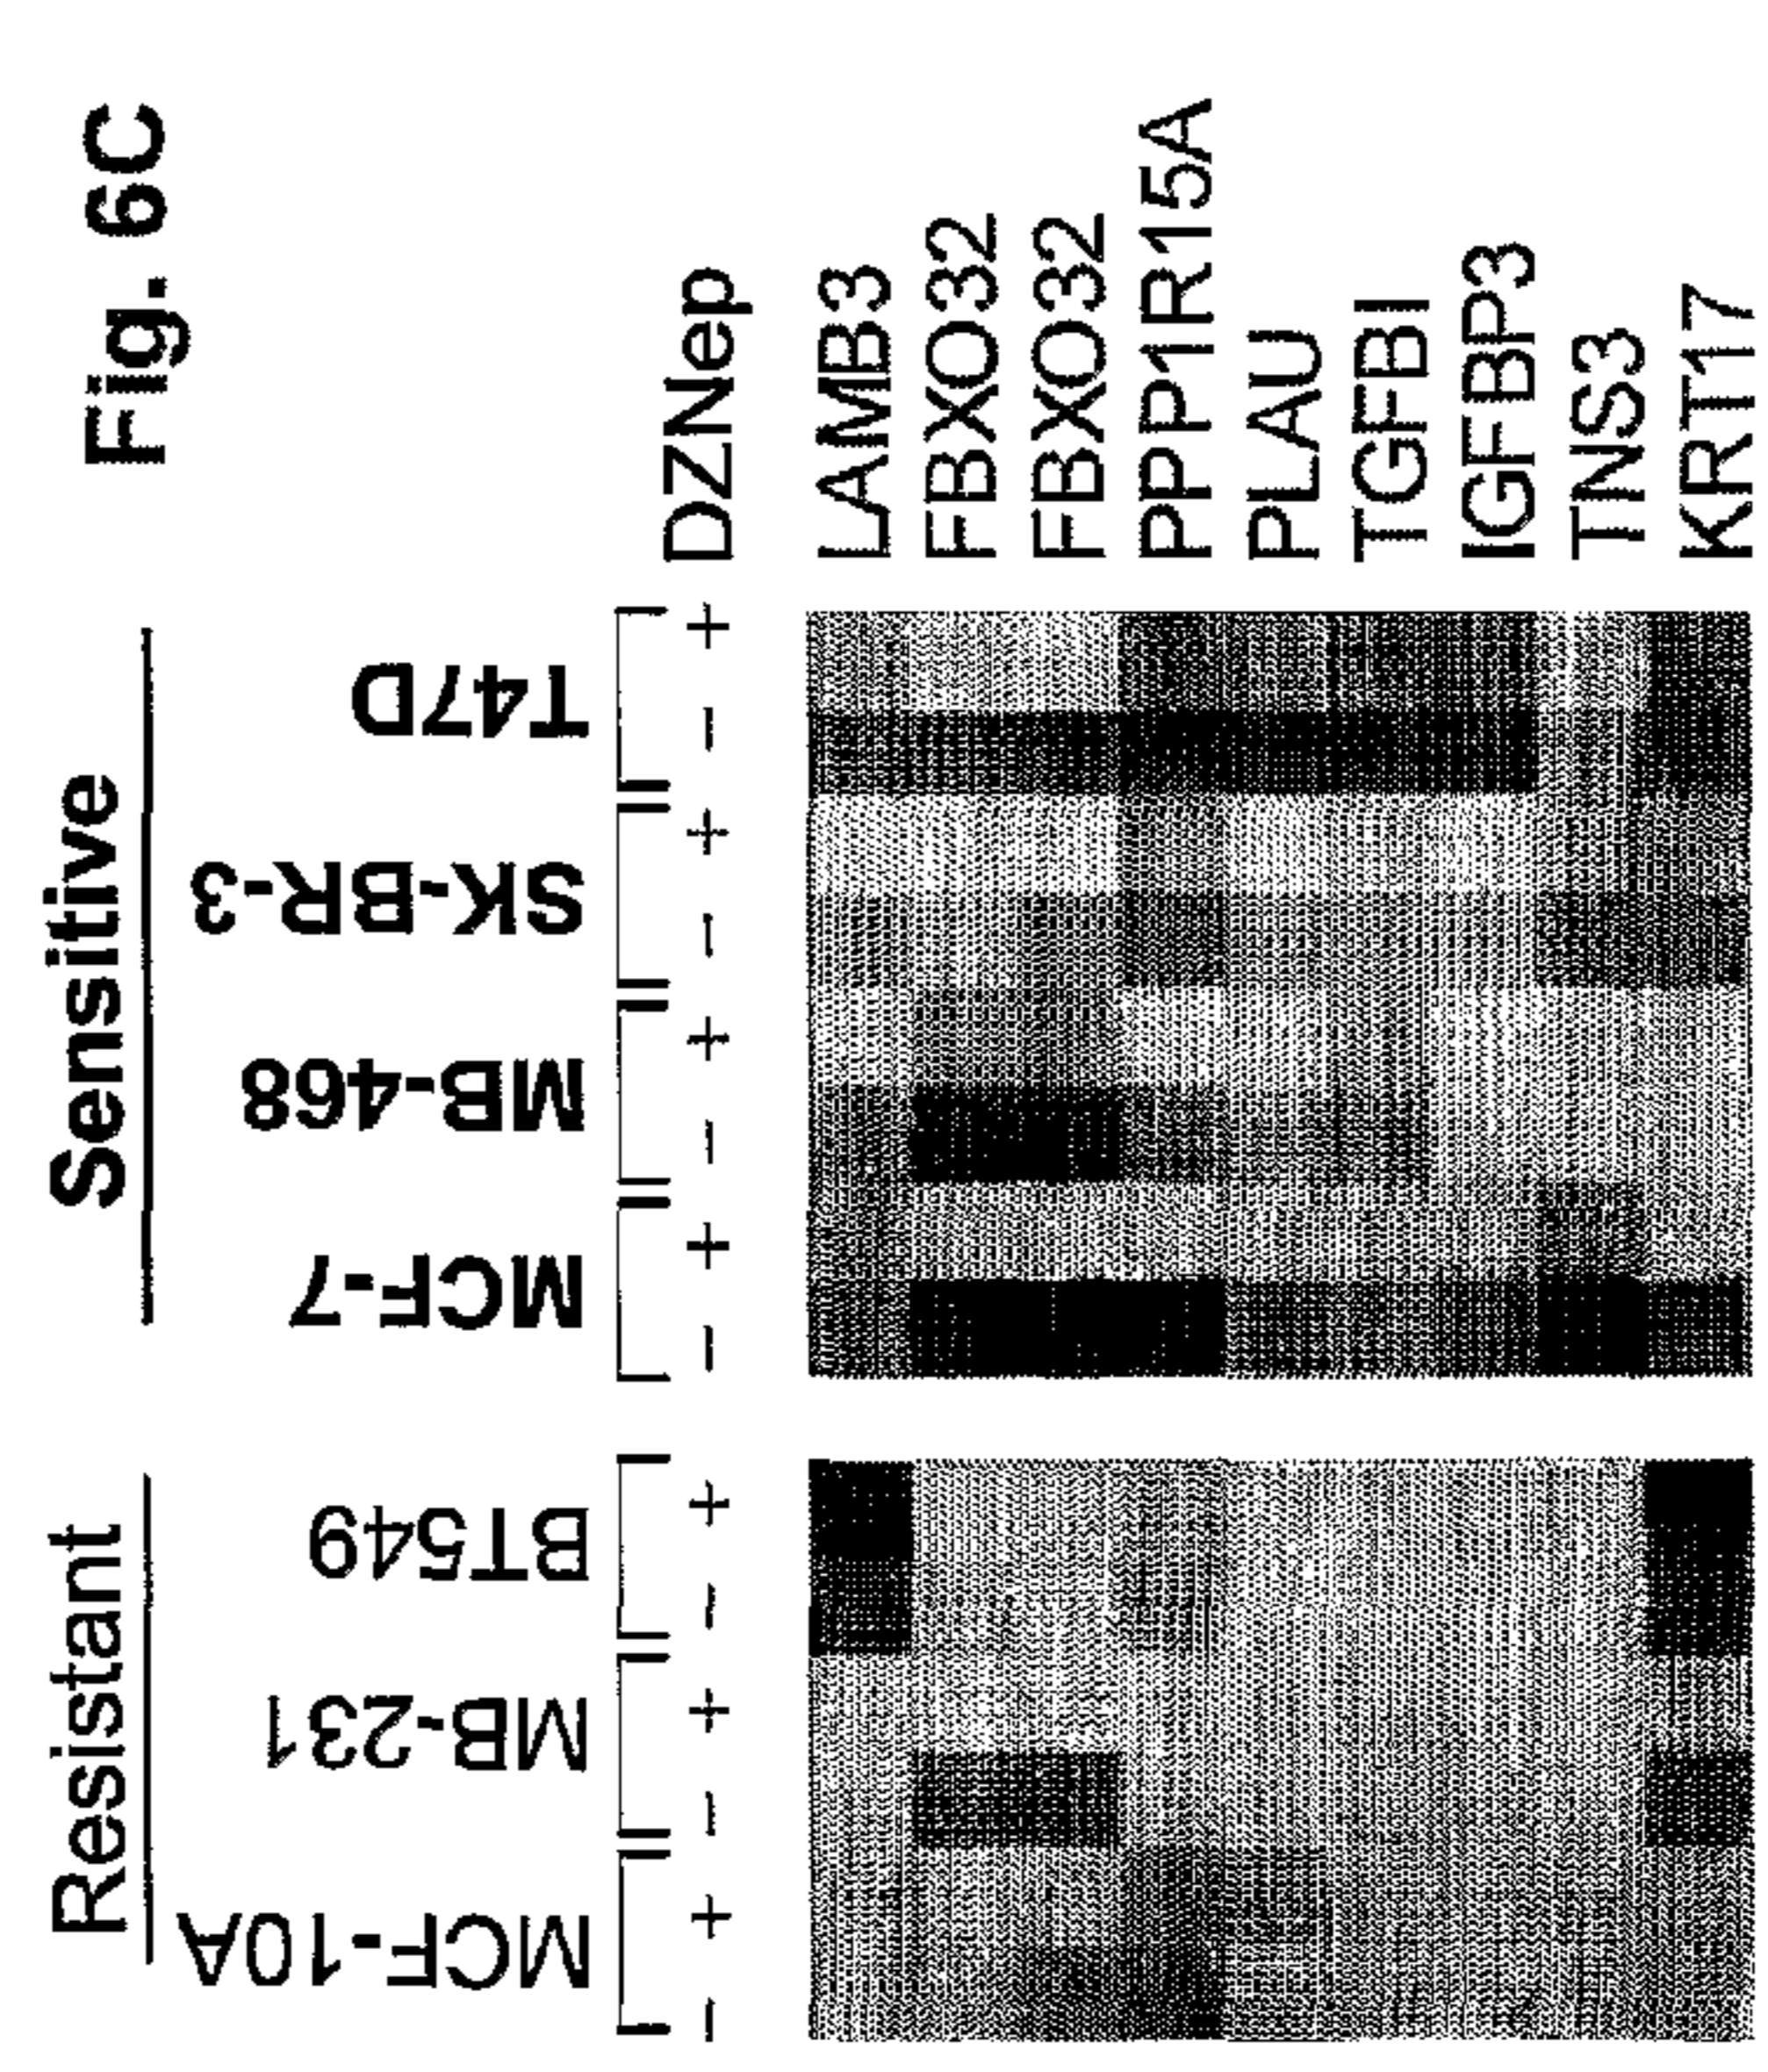 Fig. 6C
Resistant Sensitive
MCF-10A MB-231 BT549 MCF-7 MB-468 SK-BR-3 T47D
− + − + − + − + − + − + − + DZNep
LAMB3
FBXO32
FBXO32
PPP1R15A
PLAU
TGFBI
IGFBP3
TNS3
KRT17